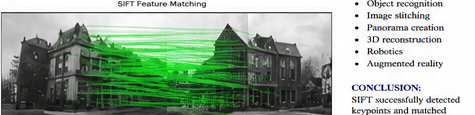 SIFT Feature Matching
• Object recognition
• Image stitching
• Panorama creation
• 3D reconstruction
• Robotics
• Augmented reality
CONCLUSION:
SIFT successfully detected
keypoints and matched